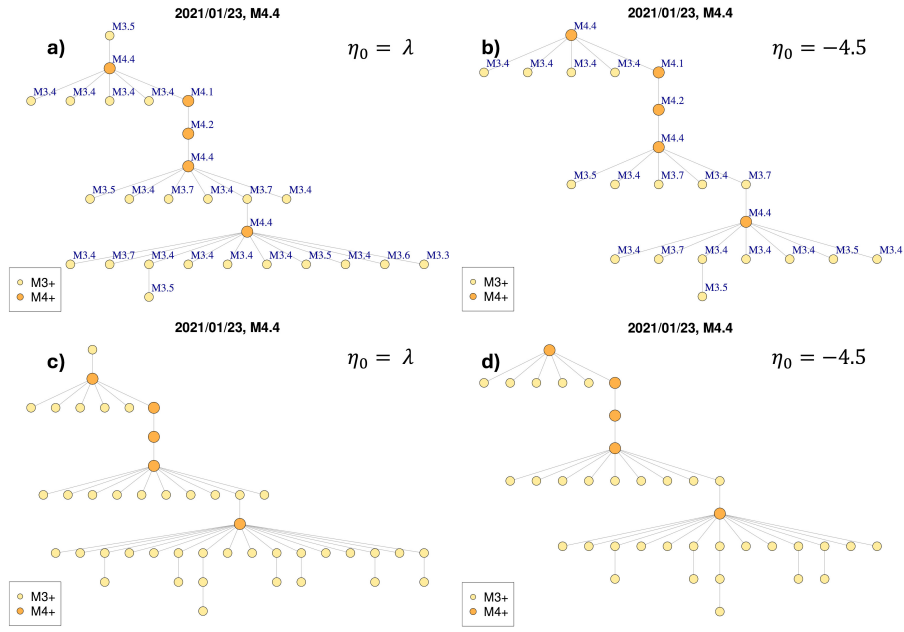 2021/01/23, M4.4
a)
η₀ = λ
M3.5
M4.4
M3.4 M3.4 M3.4 M3.4 M4.1
M4.2
M4.4
M3.5 M3.4 M3.7 M3.4 M3.7 M3.4
M4.4
M3.4 M3.7 M3.4 M3.4 M3.4 M3.4 M3.5 M3.4 M3.6 M3.3
M3.5
M3+
M4+
2021/01/23, M4.4
b)
η₀ = −4.5
M4.4
M3.4 M3.4 M3.4 M3.4 M4.1
M4.2
M4.4
M3.5 M3.4 M3.7 M3.4 M3.7
M4.4
M3.4 M3.7 M3.4 M3.4 M3.4 M3.5 M3.4
M3.5
M3+
M4+
2021/01/23, M4.4
c)
η₀ = λ
M3+
M4+
2021/01/23, M4.4
d)
η₀ = −4.5
M3+
M4+